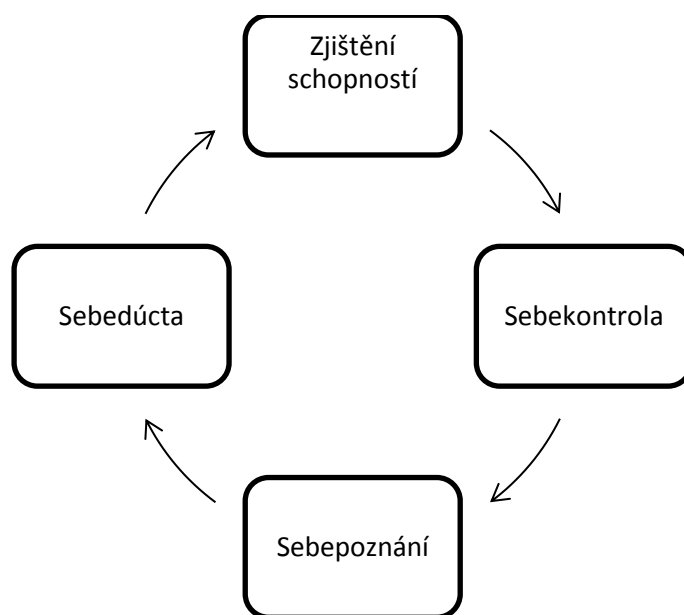 Zjištění
schopností
Sebedúcta
Sebekontrola
Sebepoznání